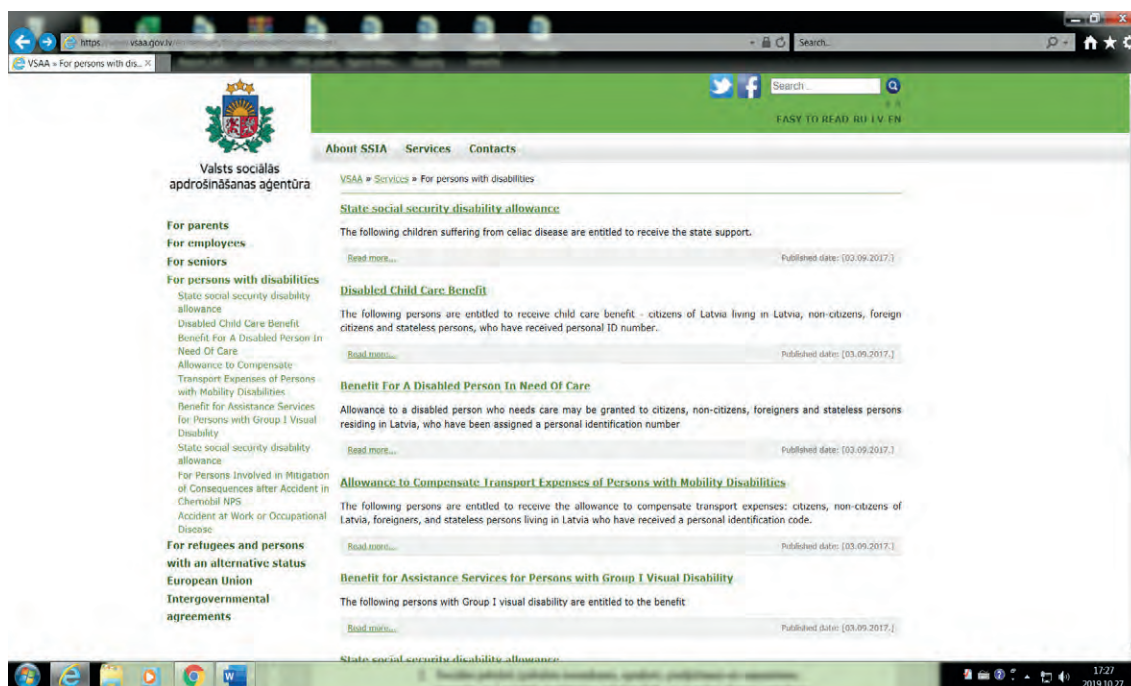 https
vsaa.gov.lv
Search...
VSAA » For persons with dis...
Search ..
EASY TO READ RU LV EN
Valsts sociālās
apdrošināšanas aģentūra
About SSIA Services Contacts
VSAA » Services » For persons with disabilities
For parents
For employees
For seniors
For persons with disabilities
State social security disability
allowance
Disabled Child Care Benefit
Benefit For A Disabled Person In
Need Of Care
Allowance to Compensate
Transport Expenses of Persons
with Mobility Disabilities
Benefit for Assistance Services
for Persons with Group I Visual
Disability
State social security disability
allowance
For Persons Involved in Mitigation
of Consequences after Accident in
Chernobil NPS
Accident at Work or Occupational
Disease
For refugees and persons
with an alternative status
European Union
Intergovernmental
agreements
State social security disability allowance
The following children suffering from celiac disease are entitled to receive the state support.
Read more... Published date: [03.09.2017.]
Disabled Child Care Benefit
The following persons are entitled to receive child care benefit - citizens of Latvia living in Latvia, non-citizens, foreign
citizens and stateless persons, who have received personal ID number.
Read more... Published date: [03.09.2017.]
Benefit For A Disabled Person In Need Of Care
Allowance to a disabled person who needs care may be granted to citizens, non-citizens, foreigners and stateless persons
residing in Latvia, who have been assigned a personal identification number
Read more... Published date: [03.09.2017.]
Allowance to Compensate Transport Expenses of Persons with Mobility Disabilities
The following persons are entitled to receive the allowance to compensate transport expenses: citizens, non-citizens of
Latvia, foreigners, and stateless persons living in Latvia who have received a personal identification code.
Read more... Published date: [03.09.2017.]
Benefit for Assistance Services for Persons with Group I Visual Disability
The following persons with Group I visual disability are entitled to the benefit
Read more... Published date: [03.09.2017.]
State social security disability allowance
17:27
2019.10.27